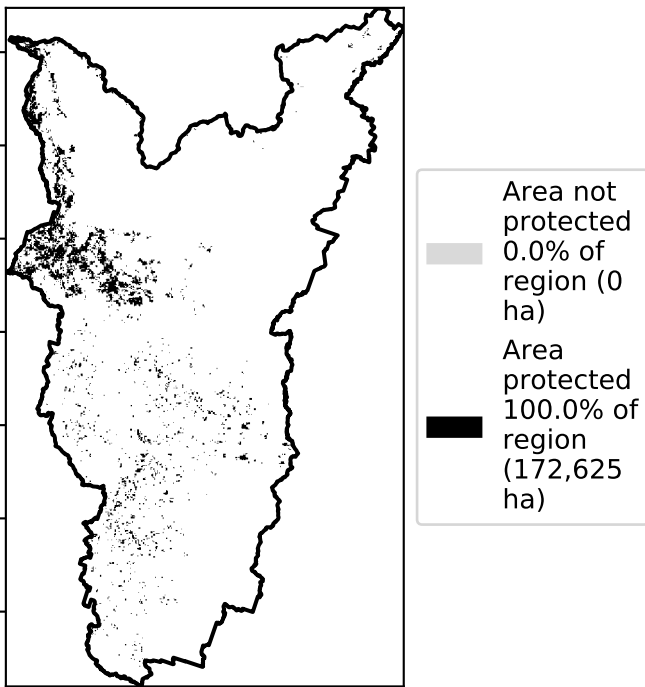 Area not
protected
0.0% of
region (0
ha)
Area
protected
100.0% of
region
(172,625
ha)